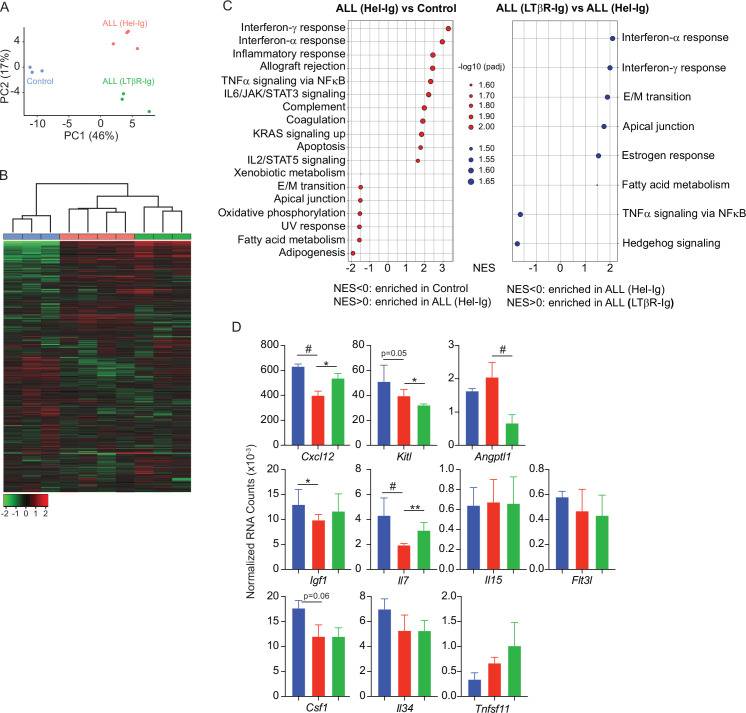 A
ALL (Hel-Ig)
Control
ALL (LTβR-Ig)
PC2 (17%)
4
0
-4
-10
-5
0
5
PC1 (46%)
B
-2 -1 0 1 2
C
ALL (Hel-Ig) vs Control
Interferon-γ response
Interferon-α response
Inflammatory response
Allograft rejection
TNFα signaling via NFκB
IL6/JAK/STAT3 signaling
Complement
Coagulation
KRAS signaling up
Apoptosis
IL2/STAT5 signaling
Xenobiotic metabolism
E/M transition
Apical junction
Oxidative phosphorylation
UV response
Fatty acid metabolism
Adipogenesis
-2 -1 0 1 2 3
NES
NES<0: enriched in Control
NES>0: enriched in ALL (Hel-Ig)
-log10 (padj)
1.60
1.70
1.80
1.90
2.00
1.50
1.55
1.60
1.65
ALL (LTβR-Ig) vs ALL (Hel-Ig)
Interferon-α response
Interferon-γ response
E/M transition
Apical junction
Estrogen response
Fatty acid metabolism
TNFα signaling via NFκB
Hedgehog signaling
-1 0 1 2
NES<0: enriched in ALL (Hel-Ig)
NES>0: enriched in ALL (LTβR-Ig)
D
Normalized RNA Counts (x10-3)
800
600
400
200
0
#
*
Cxcl12
80
60
40
20
0
p=0.05
*
Kitl
3
2
1
0
#
Angptl1
20
15
10
5
0
*
Igf1
8
6
4
2
0
#
**
Il7
1.0
0.8
0.6
0.4
0.2
0.0
Il15
0.8
0.6
0.4
0.2
0.0
Flt3l
20
15
10
5
0
p=0.06
Csf1
8
6
4
2
0
Il34
2.0
1.5
1.0
0.5
0.0
Tnfsf11